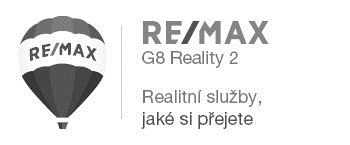 RE/MAX
RE/MAX
G8 Reality 2
Realitní služby,
jaké si přejete